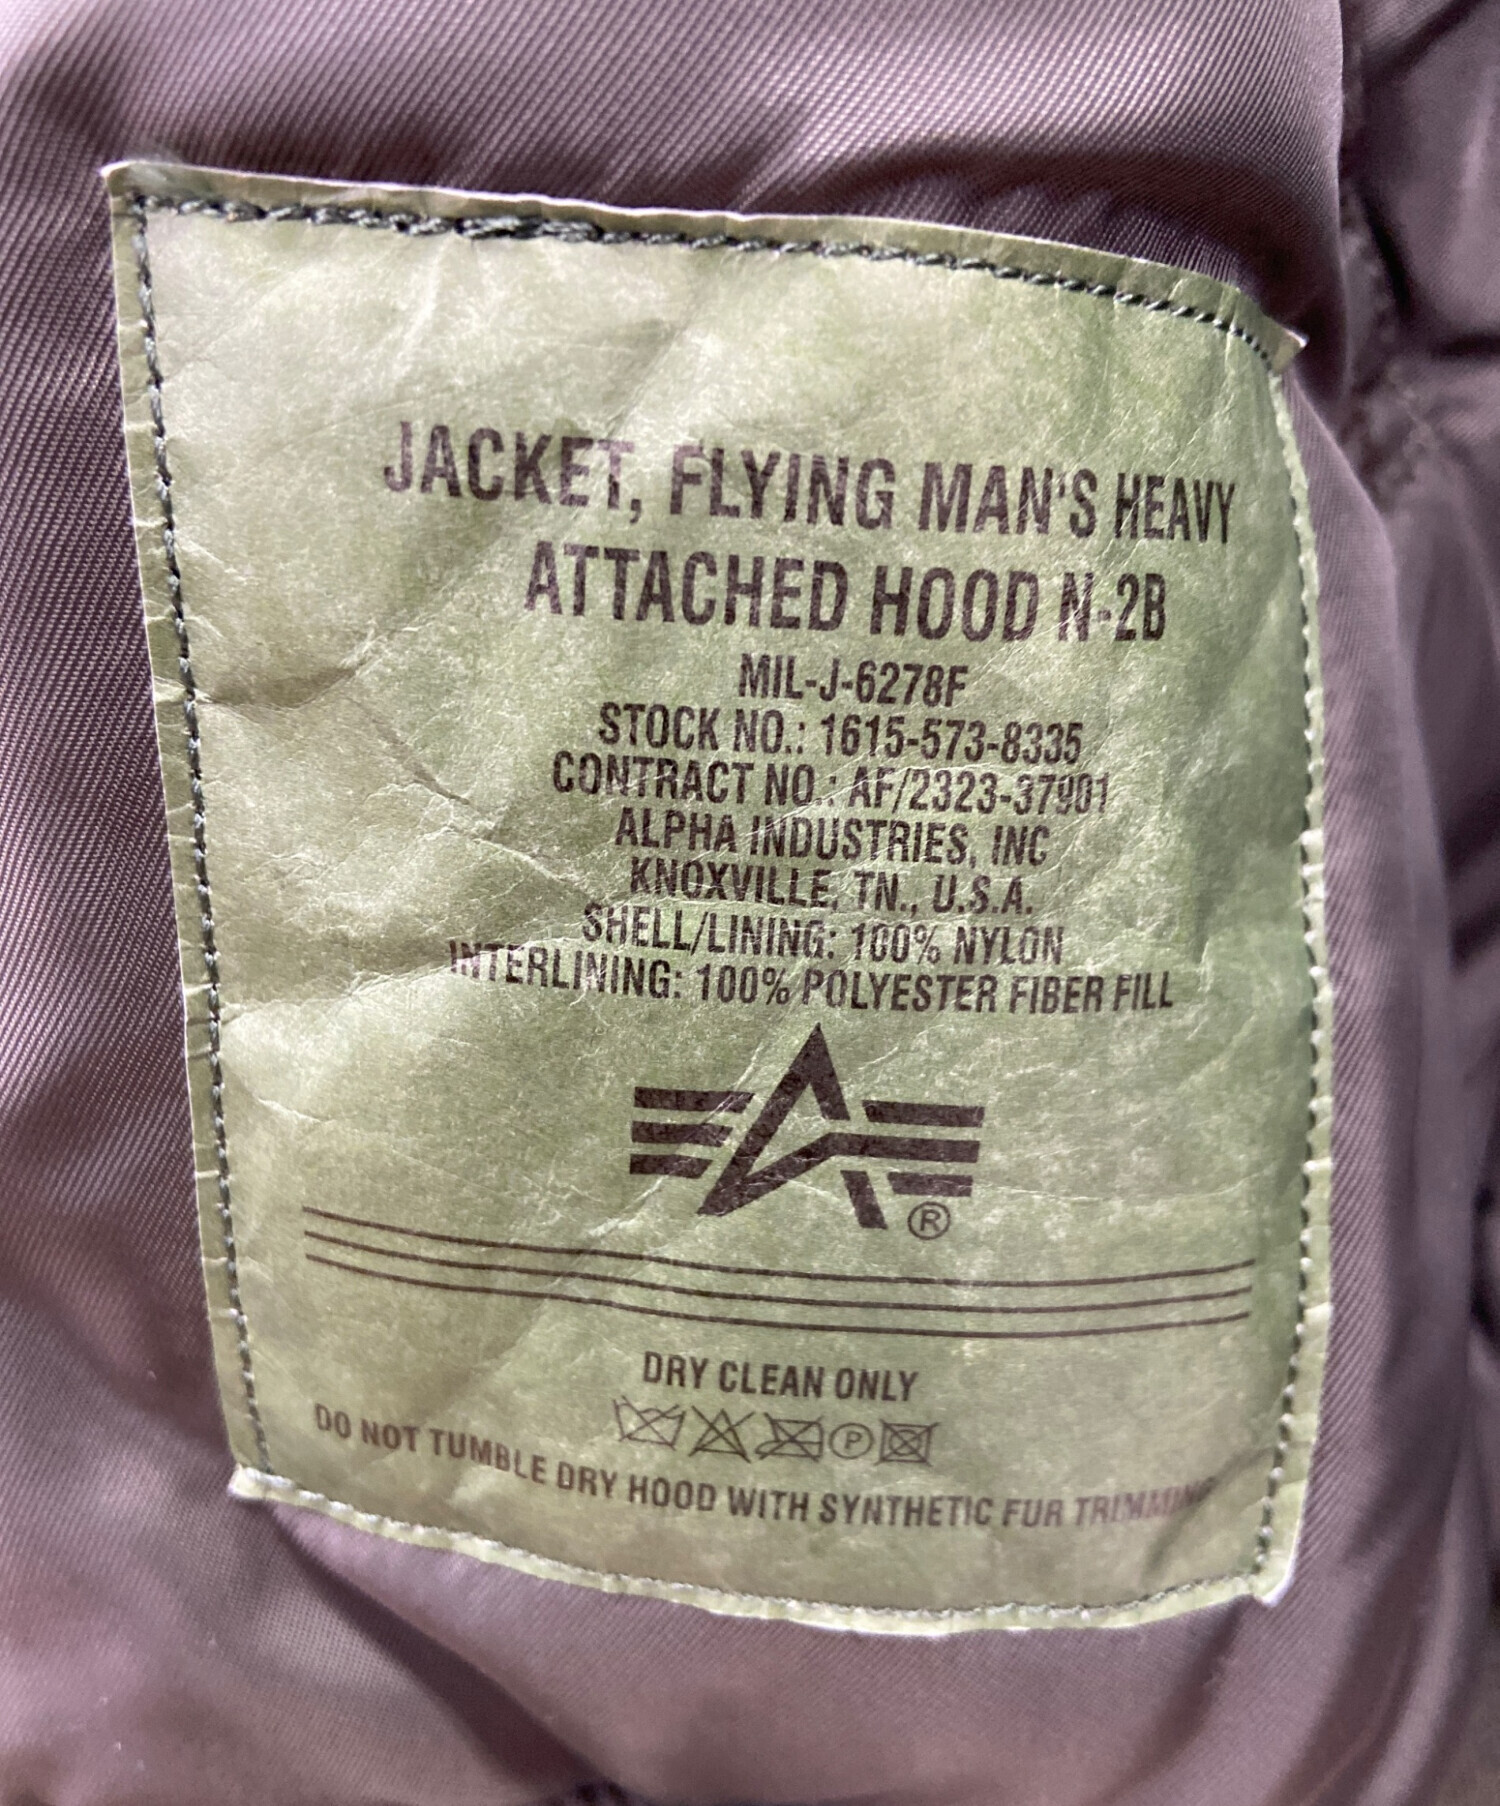 JACKET, FLYING MAN'S HEAVY
ATTACHED HOOD N-2B
MIL-J-6278F
STOCK NO.: 1615-573-8335
CONTRACT NO.: AF/2323-37901
ALPHA INDUSTRIES, INC
KNOXVILLE, TN., U.S.A.
SHELL/LINING: 100% NYLON
INTERLINING: 100% POLYESTER FIBER FILL
®
DRY CLEAN ONLY
P
DO NOT TUMBLE DRY HOOD WITH SYNTHETIC FUR TRIMMING